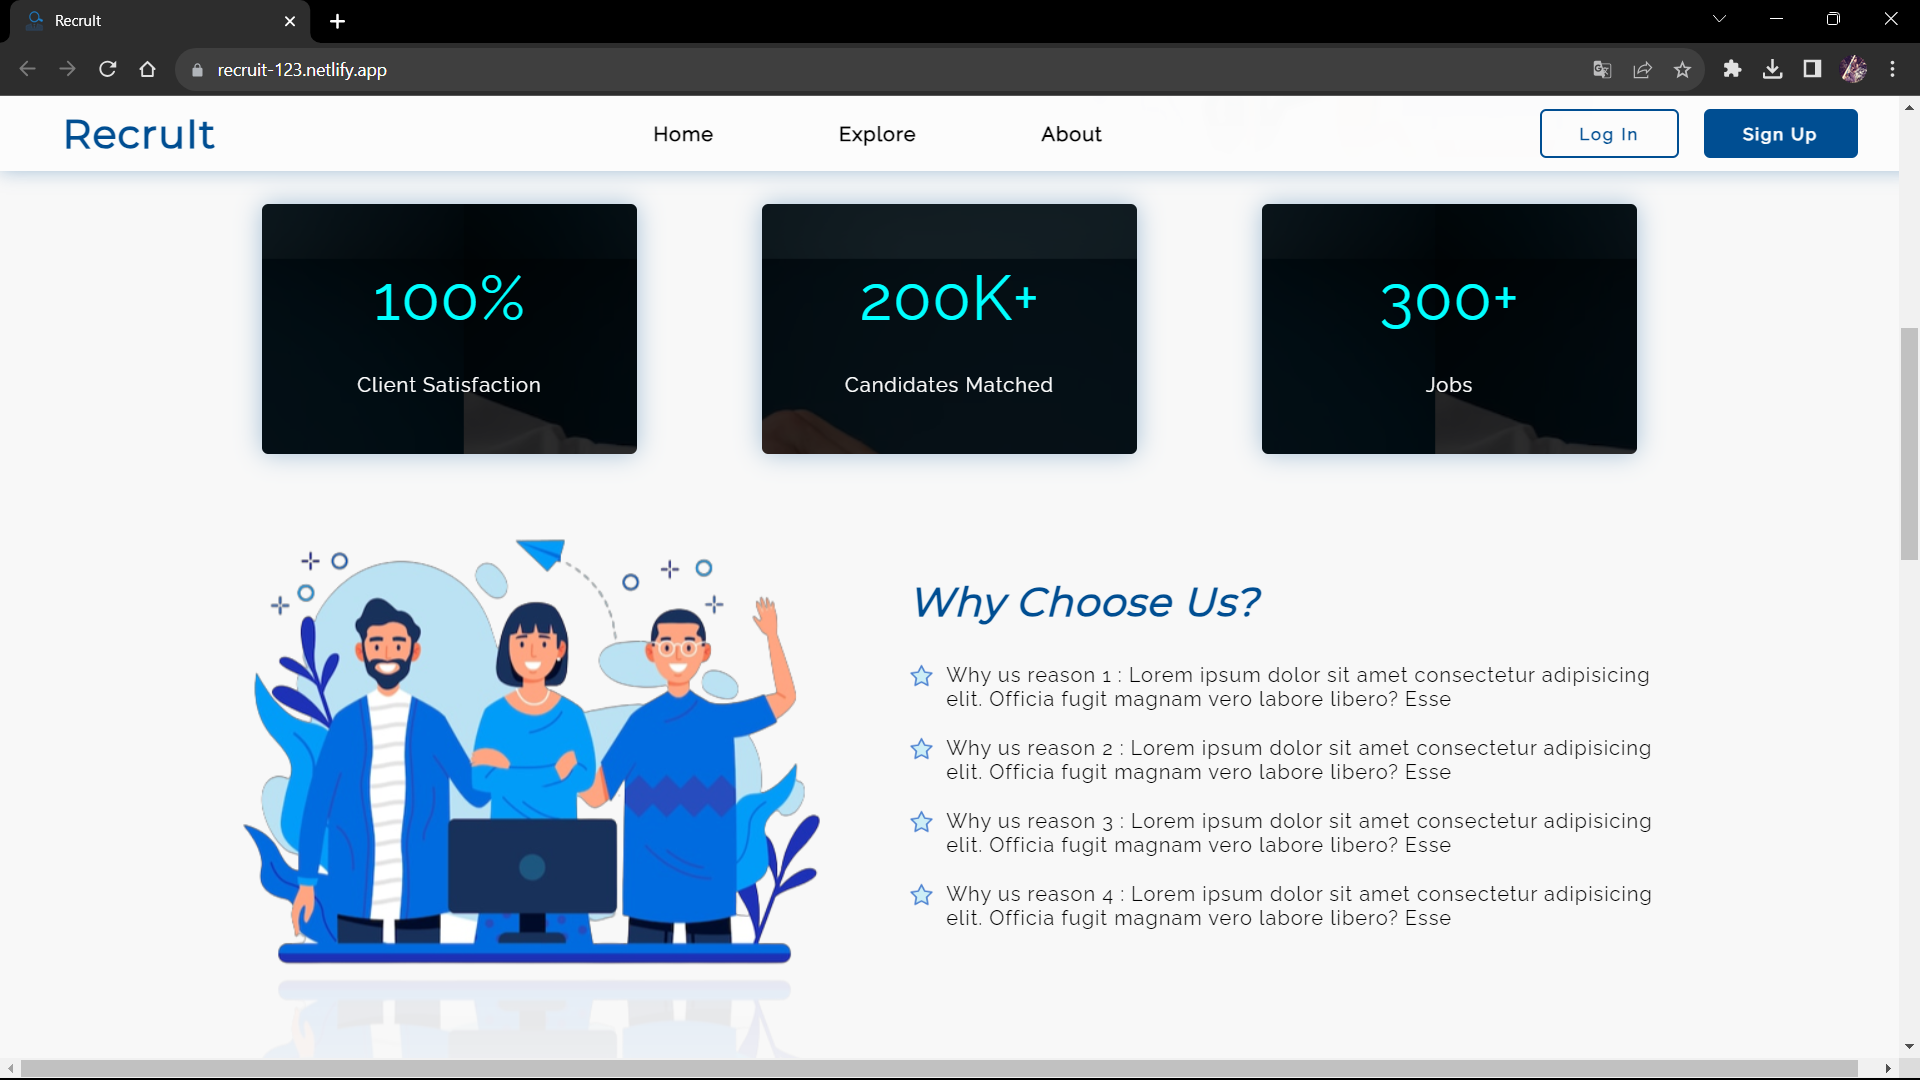 RecruIt
recruit-123.netlify.app
RecruIt
Home
Explore
About
Log In
Sign Up
100%
Client Satisfaction
200K+
Candidates Matched
300+
Jobs
Why Choose Us?
Why us reason 1 : Lorem ipsum dolor sit amet consectetur adipisicing
elit. Officia fugit magnam vero labore libero? Esse
Why us reason 2 : Lorem ipsum dolor sit amet consectetur adipisicing
elit. Officia fugit magnam vero labore libero? Esse
Why us reason 3 : Lorem ipsum dolor sit amet consectetur adipisicing
elit. Officia fugit magnam vero labore libero? Esse
Why us reason 4 : Lorem ipsum dolor sit amet consectetur adipisicing
elit. Officia fugit magnam vero labore libero? Esse